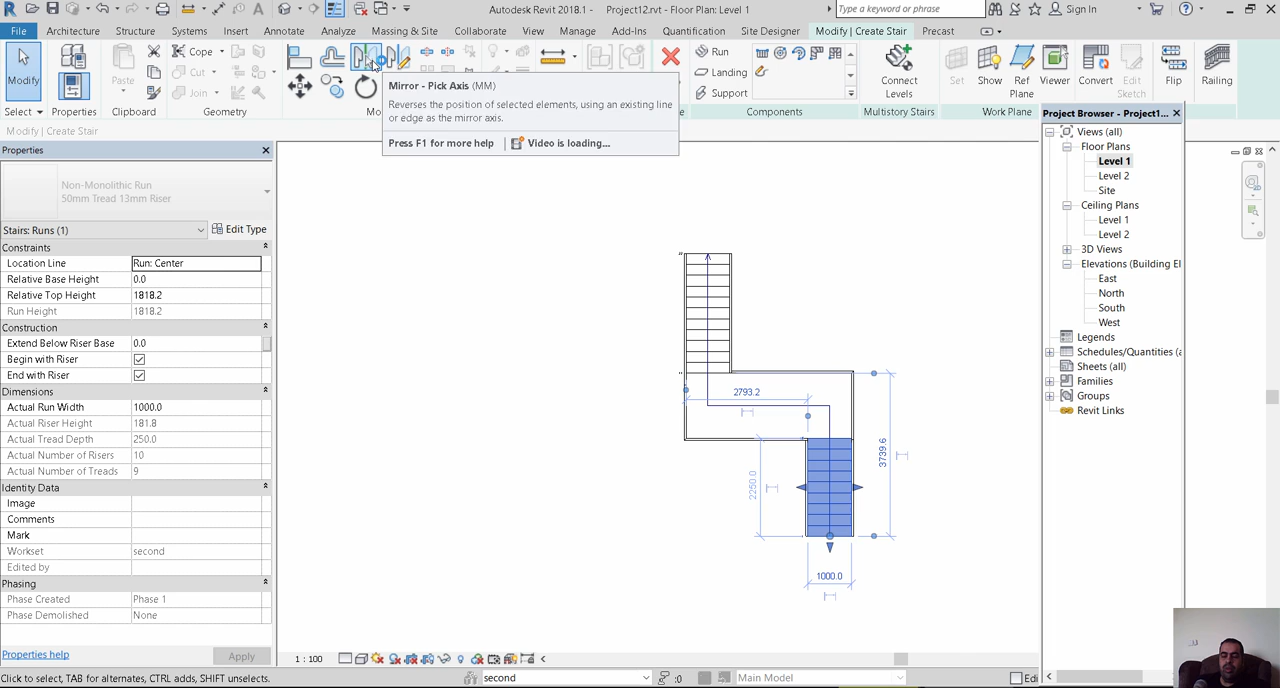 Autodesk Revit 2018.1 - Project12.rvt - Floor Plan: Level 1
Type a keyword or phrase
Sign In
File Architecture Structure Systems Insert Annotate Analyze Massing & Site Collaborate View Manage Add-Ins Quantification Site Designer Modify | Create Stair Precast
Modify
Select
Properties
Paste
Clipboard
Cope
Cut
Join
Geometry
Mirror - Pick Axis (MM)
Reverses the position of selected elements, using an existing line
or edge as the mirror axis.
Press F1 for more help
Video is loading...
Run
Landing
Support
Components
Connect
Levels
Multistory Stairs
Set
Show
Ref
Plane
Viewer
Work Plane
Convert
Edit
Sketch
Flip
Railing
Modify | Create Stair
Properties
Non-Monolithic Run
50mm Tread 13mm Riser
Stairs: Runs (1)
Edit Type
Constraints
Location Line Run: Center
Relative Base Height 0.0
Relative Top Height 1818.2
Run Height 1818.2
Construction
Extend Below Riser Base 0.0
Begin with Riser
End with Riser
Dimensions
Actual Run Width 1000.0
Actual Riser Height 181.8
Actual Tread Depth 250.0
Actual Number of Risers 10
Actual Number of Treads 9
Identity Data
Image
Comments
Mark
Workset second
Edited by
Phasing
Phase Created Phase 1
Phase Demolished None
Properties help
Apply
2793.2
3739.6
2250.0
1000.0
Project Browser - Project1...
Views (all)
Floor Plans
Level 1
Level 2
Site
Ceiling Plans
Level 1
Level 2
3D Views
Elevations (Building El
East
North
South
West
Legends
Schedules/Quantities (a
Sheets (all)
Families
Groups
Revit Links
1 : 100
Click to select, TAB for alternates, CTRL adds, SHIFT unselects.
second
:0
Main Model
Edi